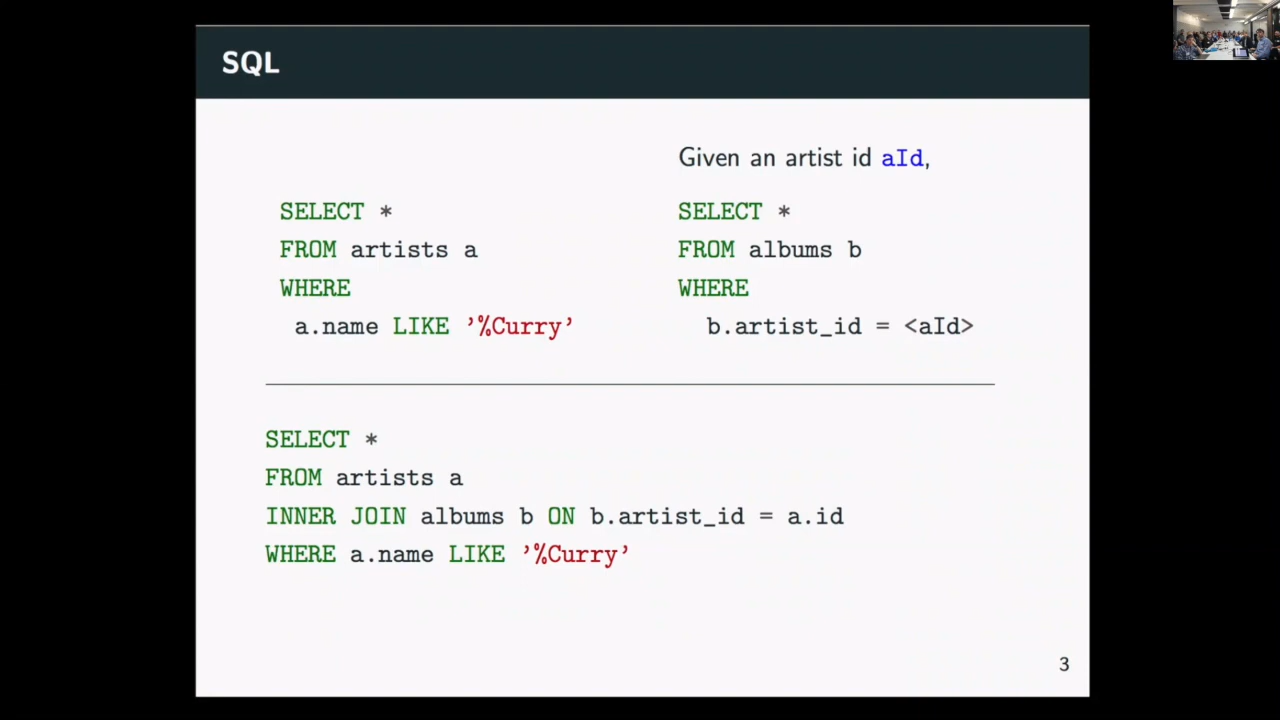 SQL
SELECT *
FROM artists a
WHERE
a.name LIKE '%Curry'
Given an artist id aId,
SELECT *
FROM albums b
WHERE
b.artist_id = <aId>
SELECT *
FROM artists a
INNER JOIN albums b ON b.artist_id = a.id
WHERE a.name LIKE '%Curry'
3